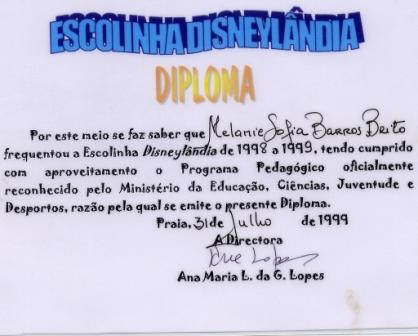 ESCOLINHA DISNEYLÂNDIA
DIPLOMA
Por este meio se faz saber que Melanie Sofia Barros Brito
frequentou a Escolinha Disneylândia de 1998 a 1999, tendo cumprido
com aproveitamento o Programa Pedagógico oficialmente
reconhecido pelo Ministério da Educação, Ciências, Juventude e
Desportos, razão pela qual se emite o presente Diploma.
Praia, 31 de Julho de 1999
A Directora
Lopes
Ana Maria L. da G. Lopes